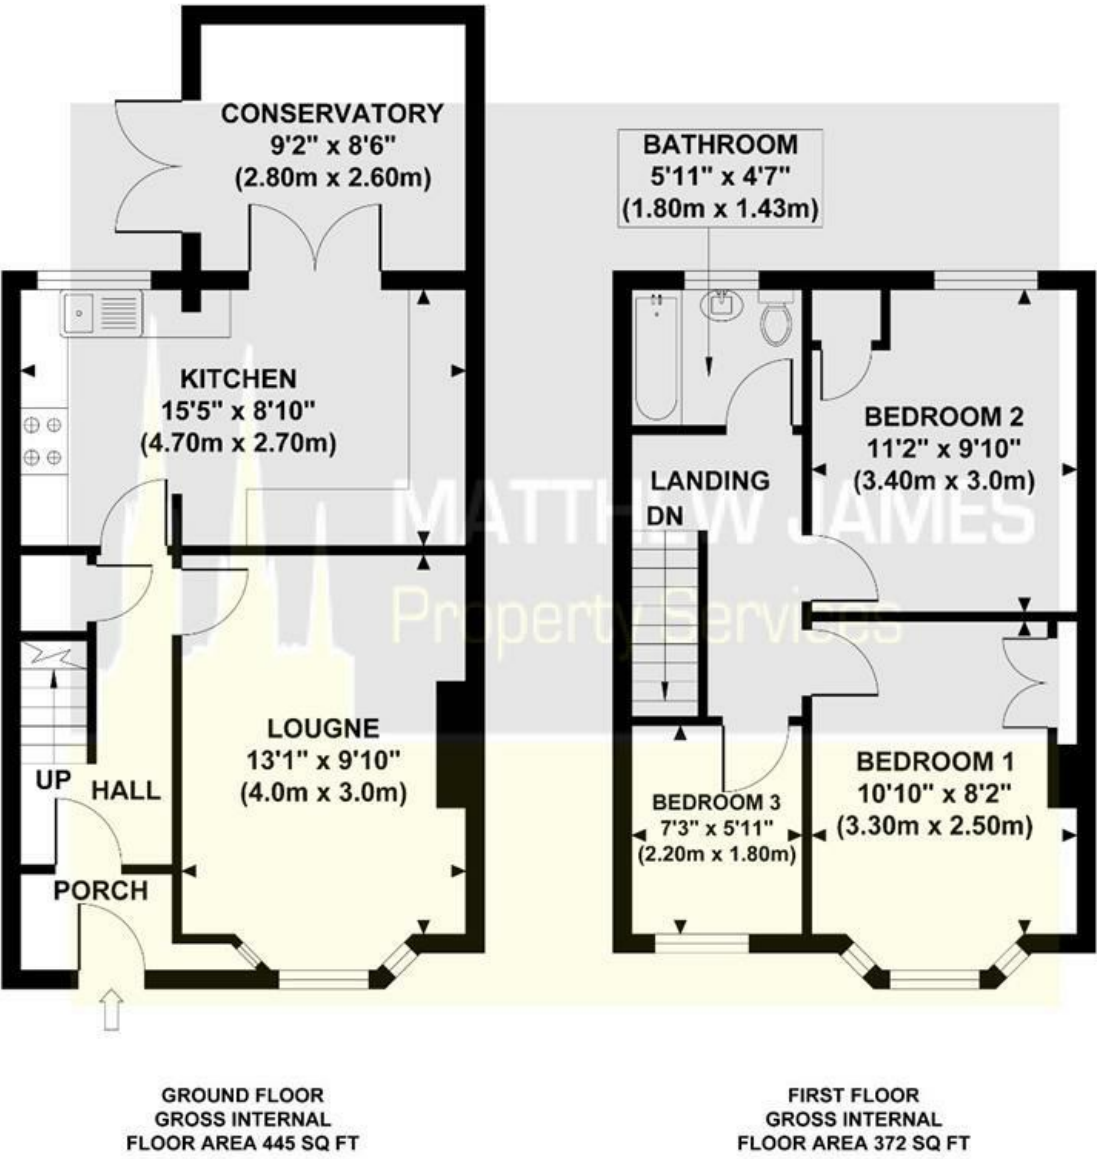 CONSERVATORY
9'2" x 8'6"
(2.80m x 2.60m)
KITCHEN
15'5" x 8'10"
(4.70m x 2.70m)
LOUGNE
13'1" x 9'10"
(4.0m x 3.0m)
UP
HALL
PORCH
GROUND FLOOR
GROSS INTERNAL
FLOOR AREA 445 SQ FT
BATHROOM
5'11" x 4'7"
(1.80m x 1.43m)
BEDROOM 2
11'2" x 9'10"
(3.40m x 3.0m)
LANDING
DN
MATTHEW JAMES
Property Services
BEDROOM 1
10'10" x 8'2"
(3.30m x 2.50m)
BEDROOM 3
7'3" x 5'11"
(2.20m x 1.80m)
FIRST FLOOR
GROSS INTERNAL
FLOOR AREA 372 SQ FT